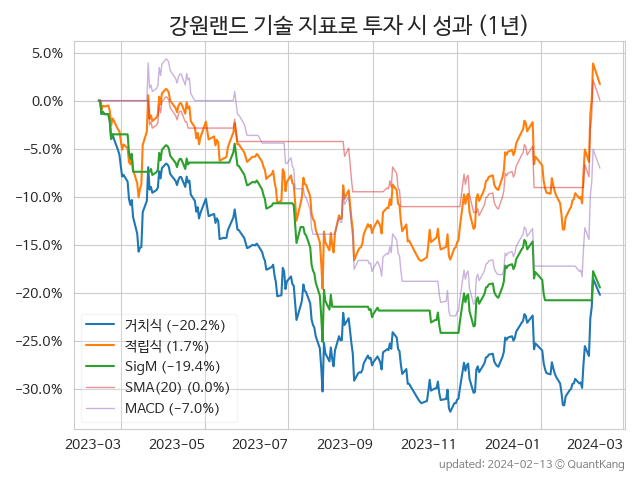 강원랜드 기술 지표로 투자 시 성과 (1년)
5.0%
0.0%
−5.0%
−10.0%
−15.0%
−20.0%
−25.0%
−30.0%
거치식 (−20.2%)
적립식 (1.7%)
SigM (−19.4%)
SMA(20) (0.0%)
MACD (−7.0%)
2023−03 2023−05 2023−07 2023−09 2023−11 2024−01 2024−03
updated: 2024−02−13 ⓒ QuantKang